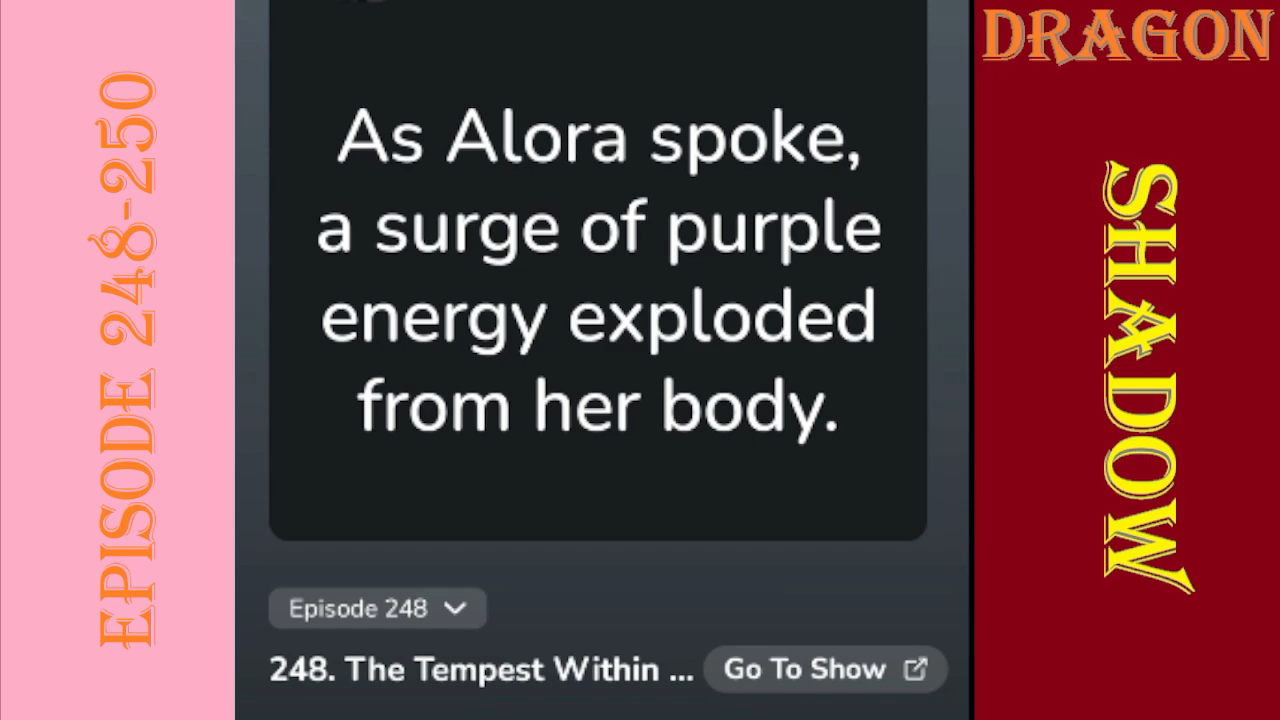 EPISODE 248-250
As Alora spoke,
a surge of purple
energy exploded
from her body.
Episode 248
248. The Tempest Within ...
Go To Show
DRAGON
SHADOW